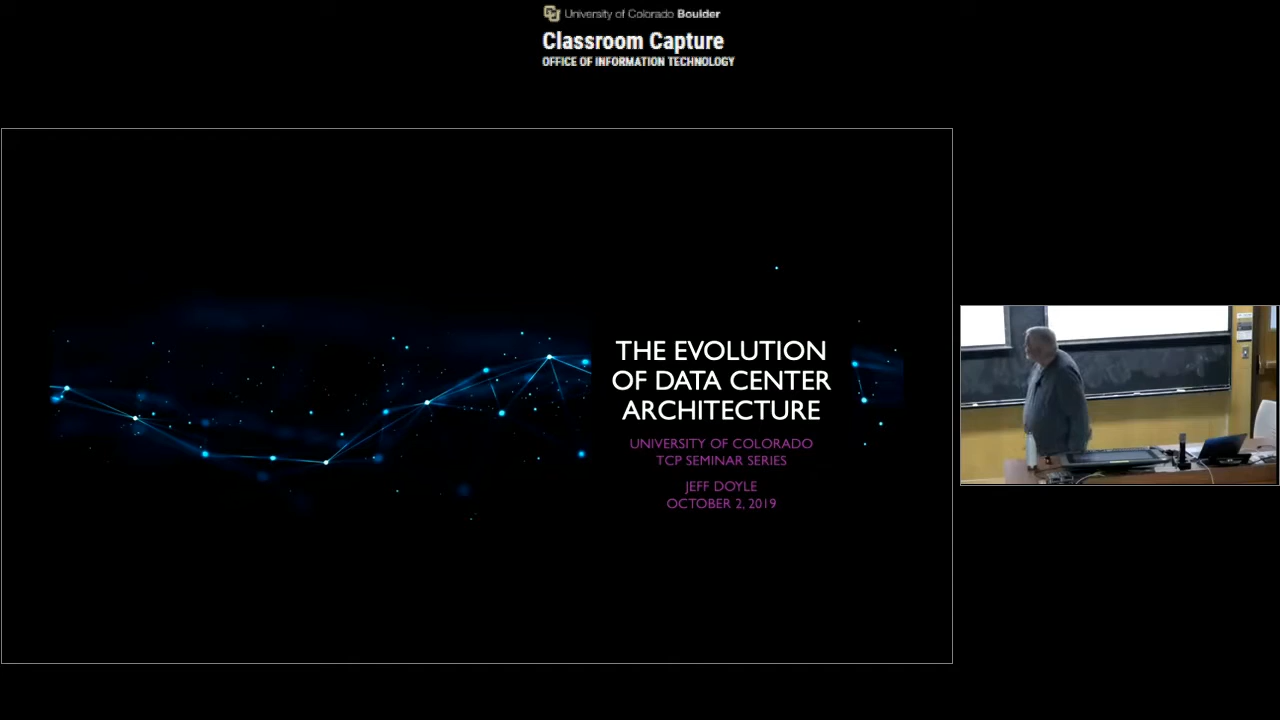 University of Colorado Boulder
Classroom Capture
OFFICE OF INFORMATION TECHNOLOGY
THE EVOLUTION
OF DATA CENTER
ARCHITECTURE
UNIVERSITY OF COLORADO
TCP SEMINAR SERIES
JEFF DOYLE
OCTOBER 2, 2019